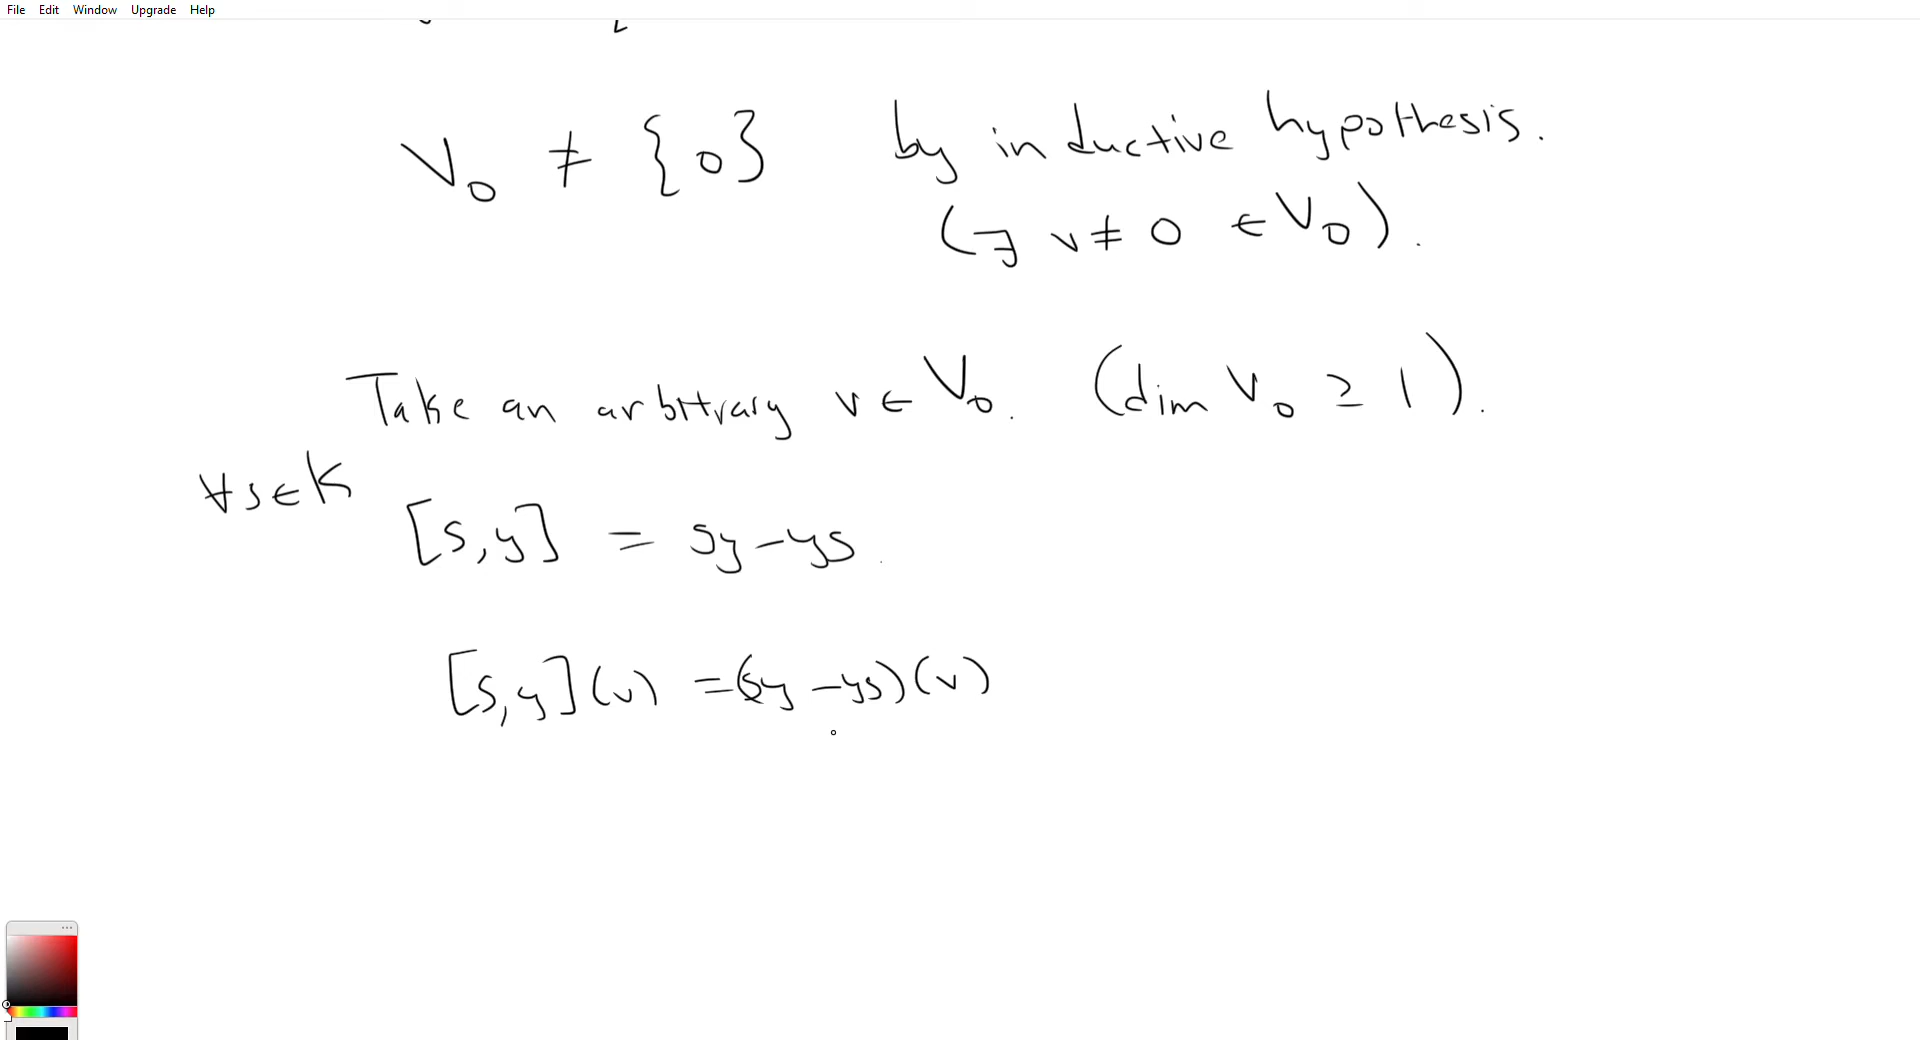 File Edit Window Upgrade Help
V₀ ≠ {0} by inductive hypothesis.
(∃ v≠0 ∈ V₀).
Take an arbitrary v ∈ V₀. (dim V₀ ≥ 1).
∀s∈K
[s,y] = sy-ys.
[s,y](v) =(sy-ys)(v)